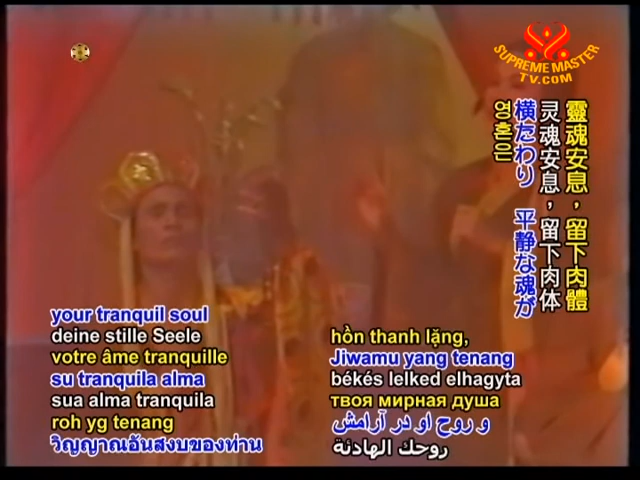 SUPREME MASTER
TV.COM
靈魂安息，留下肉體
灵魂安息，留下肉体
横たわり 平静な魂が
영혼은
your tranquil soul
deine stille Seele
votre âme tranquille
su tranquila alma
sua alma tranquila
roh yg tenang
วิญญาณอันสงบของท่าน
hồn thanh lặng,
Jiwamu yang tenang
békés lelked elhagyta
твоя мирная душа
و روح او در آرامش
روحك الهادئة